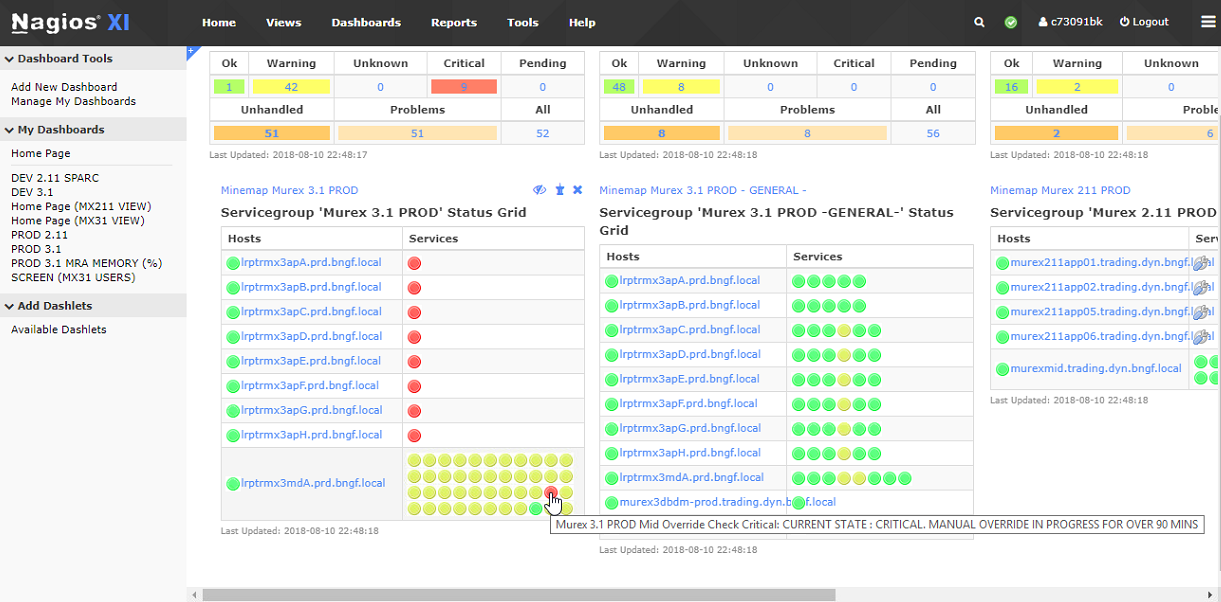 Nagios® XI
Home Views Dashboards Reports Tools Help c73091bk Logout
Dashboard Tools
Add New Dashboard
Manage My Dashboards
My Dashboards
Home Page
DEV 2.11 SPARC
DEV 3.1
Home Page (MX211 VIEW)
Home Page (MX31 VIEW)
PROD 2.11
PROD 3.1
PROD 3.1 MRA MEMORY (%)
SCREEN (MX31 USERS)
Add Dashlets
Available Dashlets
Ok Warning Unknown Critical Pending
1 42 0 9 0
Unhandled Problems All
51 51 52
Last Updated: 2018-08-10 22:48:17
Ok Warning Unknown Critical Pending
48 8 0 0 0
Unhandled Problems All
8 8 56
Last Updated: 2018-08-10 22:48:18
Ok Warning Unknown
16 2 0
Unhandled Proble
2 6
Last Updated: 2018-08-10 22:48:18
Minemap Murex 3.1 PROD
Servicegroup 'Murex 3.1 PROD' Status Grid
Hosts Services
lrptrmx3apA.prd.bngf.local
lrptrmx3apB.prd.bngf.local
lrptrmx3apC.prd.bngf.local
lrptrmx3apD.prd.bngf.local
lrptrmx3apE.prd.bngf.local
lrptrmx3apF.prd.bngf.local
lrptrmx3apG.prd.bngf.local
lrptrmx3apH.prd.bngf.local
lrptrmx3mdA.prd.bngf.local
Last Updated: 2018-08-10 22:48:18
Minemap Murex 3.1 PROD - GENERAL -
Servicegroup 'Murex 3.1 PROD -GENERAL-' Status
Grid
Hosts Services
lrptrmx3apA.prd.bngf.local
lrptrmx3apB.prd.bngf.local
lrptrmx3apC.prd.bngf.local
lrptrmx3apD.prd.bngf.local
lrptrmx3apE.prd.bngf.local
lrptrmx3apF.prd.bngf.local
lrptrmx3apG.prd.bngf.local
lrptrmx3apH.prd.bngf.local
lrptrmx3mdA.prd.bngf.local
murex3dbdm-prod.trading.dyn.bngf.local
Murex 3.1 PROD Mid Override Check Critical: CURRENT STATE : CRITICAL. MANUAL OVERRIDE IN PROGRESS FOR OVER 90 MINS
Last Updated: 2018-08-10 22:48:18
Minemap Murex 211 PROD
Servicegroup 'Murex 2.11 PROD
Hosts Serv
murex211app01.trading.dyn.bngf.local
murex211app02.trading.dyn.bngf.local
murex211app05.trading.dyn.bngf.local
murex211app06.trading.dyn.bngf.local
murexmid.trading.dyn.bngf.local
Last Updated: 2018-08-10 22:48:18